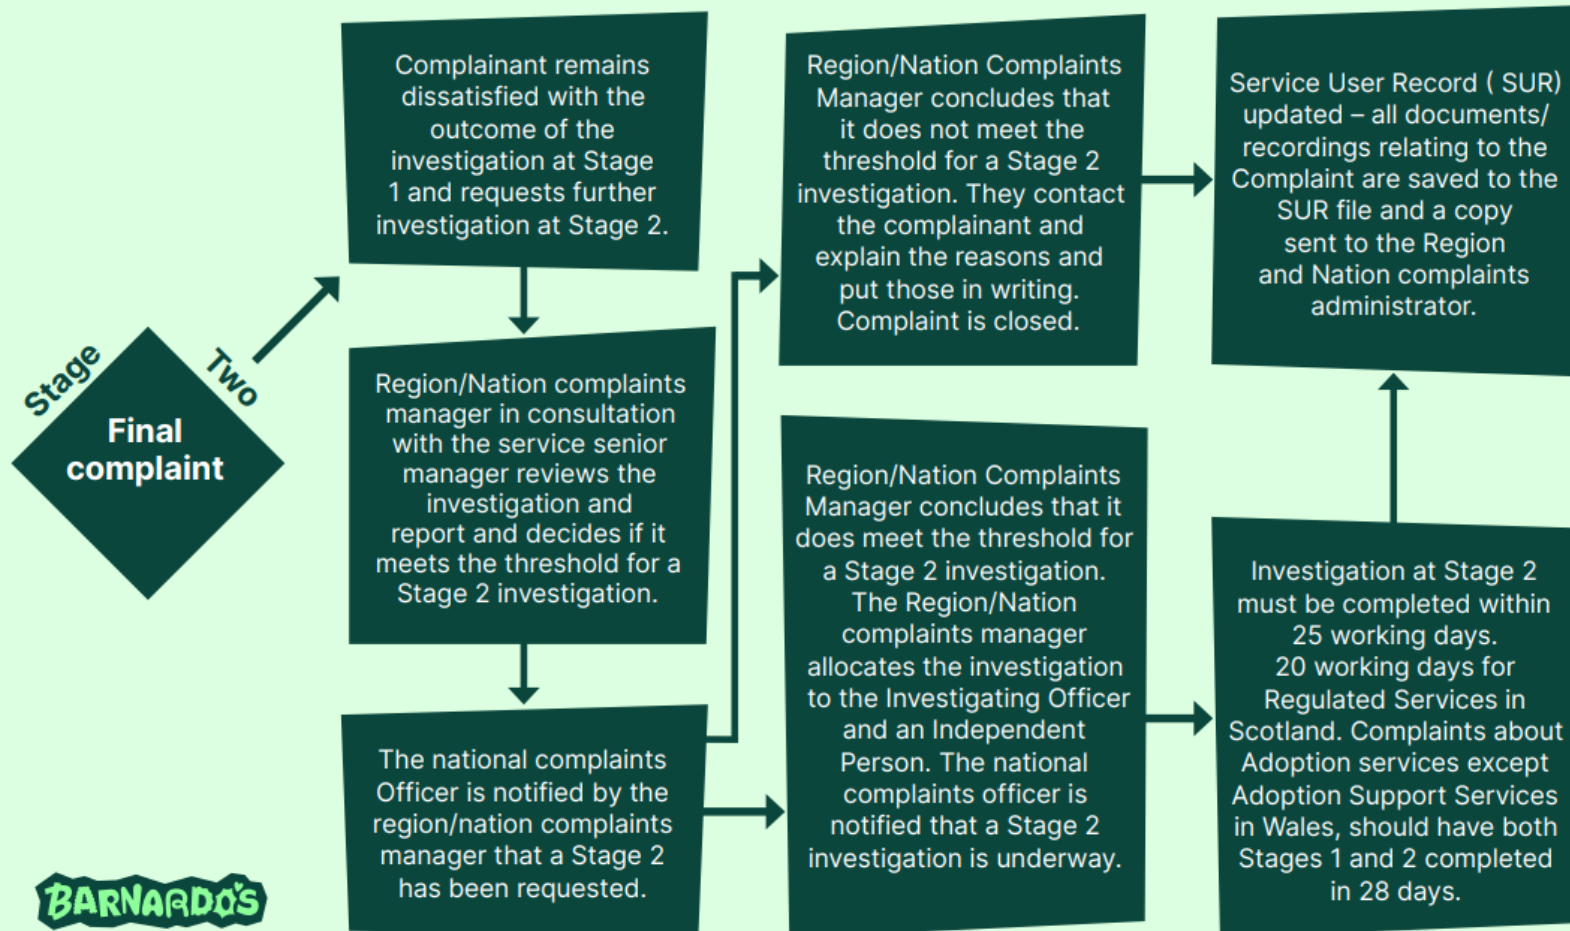 Stage
Two
Final
complaint
Complainant remains
dissatisfied with the
outcome of the
investigation at Stage
1 and requests further
investigation at Stage 2.
Region/Nation complaints
manager in consultation
with the service senior
manager reviews the
investigation and
report and decides if it
meets the threshold for a
Stage 2 investigation.
The national complaints
Officer is notified by the
region/nation complaints
manager that a Stage 2
has been requested.
Region/Nation Complaints
Manager concludes that
it does not meet the
threshold for a Stage 2
investigation. They contact
the complainant and
explain the reasons and
put those in writing.
Complaint is closed.
Region/Nation Complaints
Manager concludes that it
does meet the threshold for
a Stage 2 investigation.
The Region/Nation
complaints manager
allocates the investigation
to the Investigating Officer
and an Independent
Person. The national
complaints officer is
notified that a Stage 2
investigation is underway.
Service User Record ( SUR)
updated – all documents/
recordings relating to the
Complaint are saved to the
SUR file and a copy
sent to the Region
and Nation complaints
administrator.
Investigation at Stage 2
must be completed within
25 working days.
20 working days for
Regulated Services in
Scotland. Complaints about
Adoption services except
Adoption Support Services
in Wales, should have both
Stages 1 and 2 completed
in 28 days.
BARNARDO'S